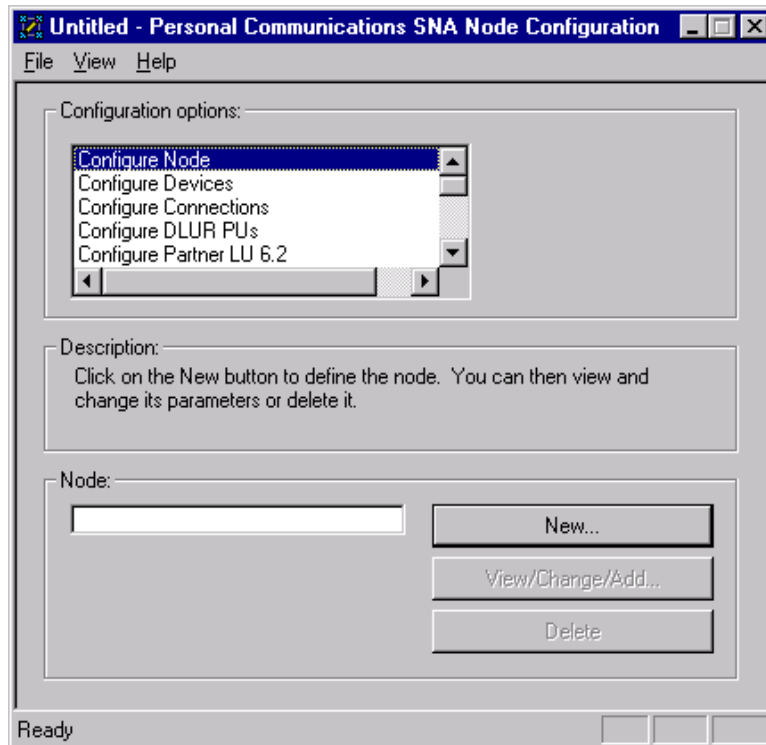 Untitled - Personal Communications SNA Node Configuration
File View Help
Configuration options:
Configure Node
Configure Devices
Configure Connections
Configure DLUR PUs
Configure Partner LU 6.2
Description:
Click on the New button to define the node. You can then view and
change its parameters or delete it.
Node:
New...
View/Change/Add...
Delete
Ready